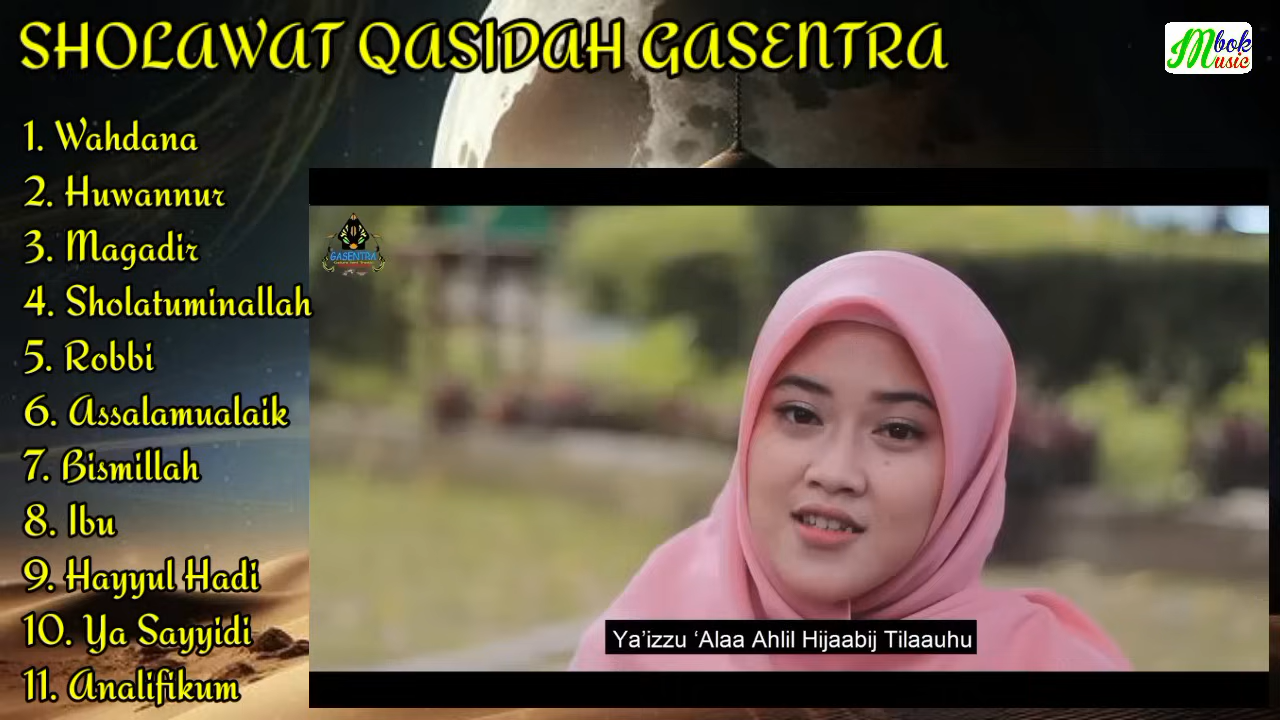 SHOLAWAT QASIDAH GASENTRA
Mbok
Music
1. Wahdana
2. Huwannur
3. Magadir
4. Sholatuminallah
5. Robbi
6. Assalamualaik
7. Bismillah
8. Ibu
9. Hayyul Hadi
10. Ya Sayyidi
11. Analifikum
GASENTRA
Ya’izzu ‘Alaa Ahlil Hijaabij Tilaauhu